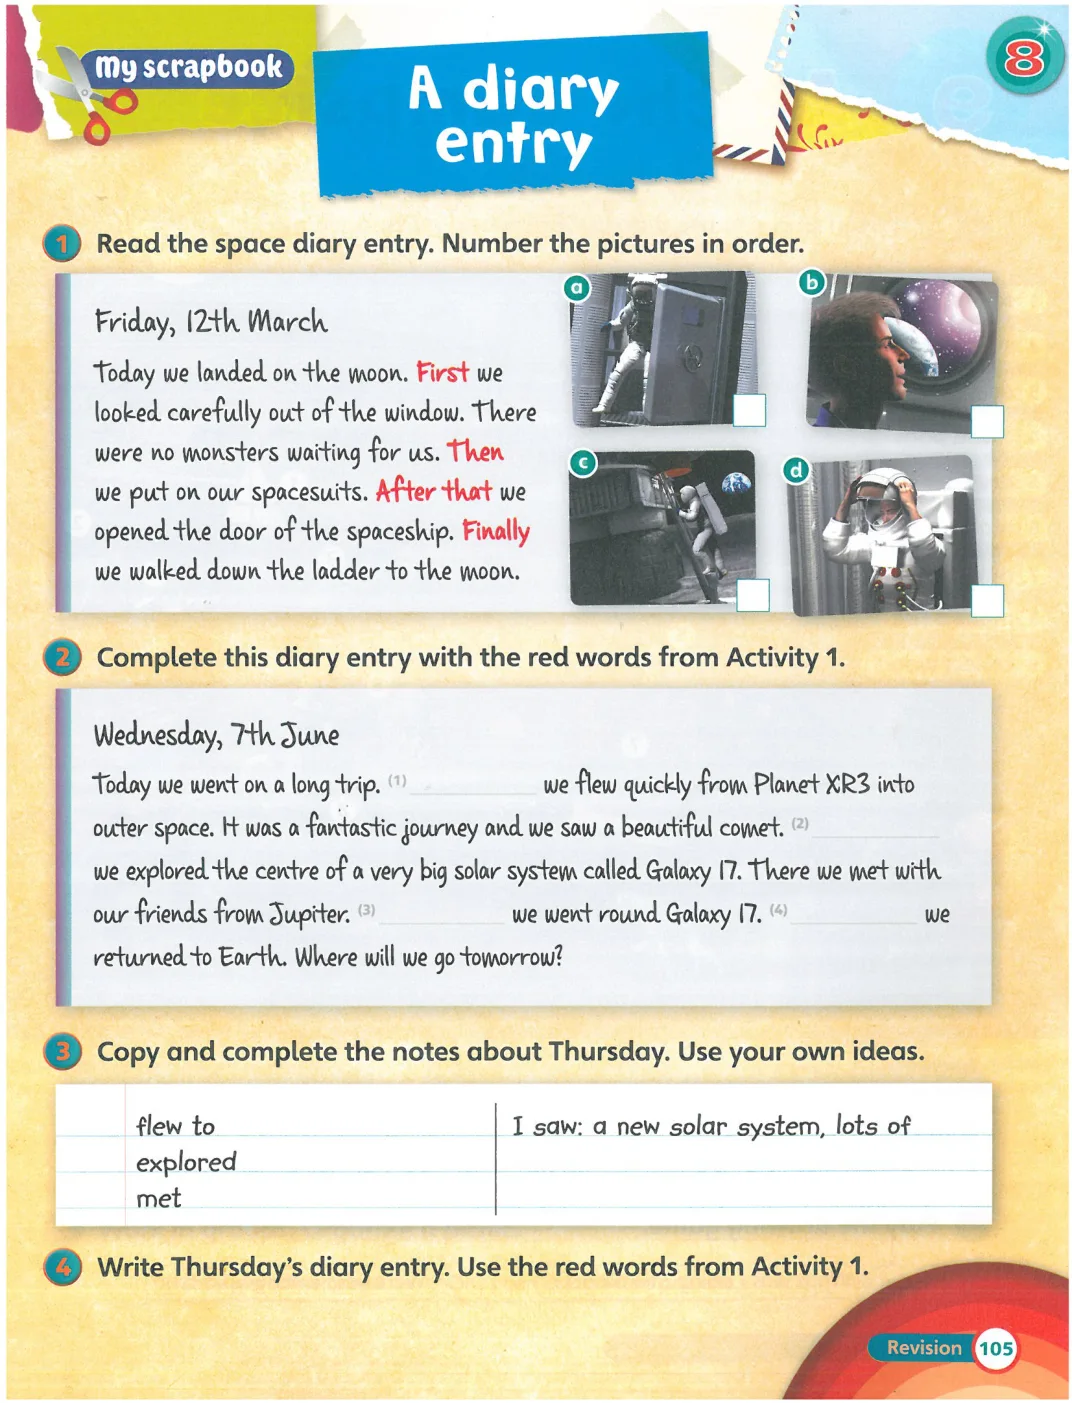 My scrapbook
A diary
entry
8
1 Read the space diary entry. Number the pictures in order.
Friday, 12th March
Today we landed on the moon. First we
looked carefully out of the window. There
were no monsters waiting for us. Then
we put on our spacesuits. After that we
opened the door of the spaceship. Finally
we walked down the ladder to the moon.
a
b
c
d
2 Complete this diary entry with the red words from Activity 1.
Wednesday, 7th June
Today we went on a long trip. (1) ____________ we flew quickly from Planet XR3 into
outer space. It was a fantastic journey and we saw a beautiful comet. (2) ____________
we explored the centre of a very big solar system called Galaxy 17. There we met with
our friends from Jupiter. (3) ____________ we went round Galaxy 17. (4) ____________ we
returned to Earth. Where will we go tomorrow?
3 Copy and complete the notes about Thursday. Use your own ideas.
flew to
explored
met
I saw: a new solar system, lots of
4 Write Thursday's diary entry. Use the red words from Activity 1.
Revision 105